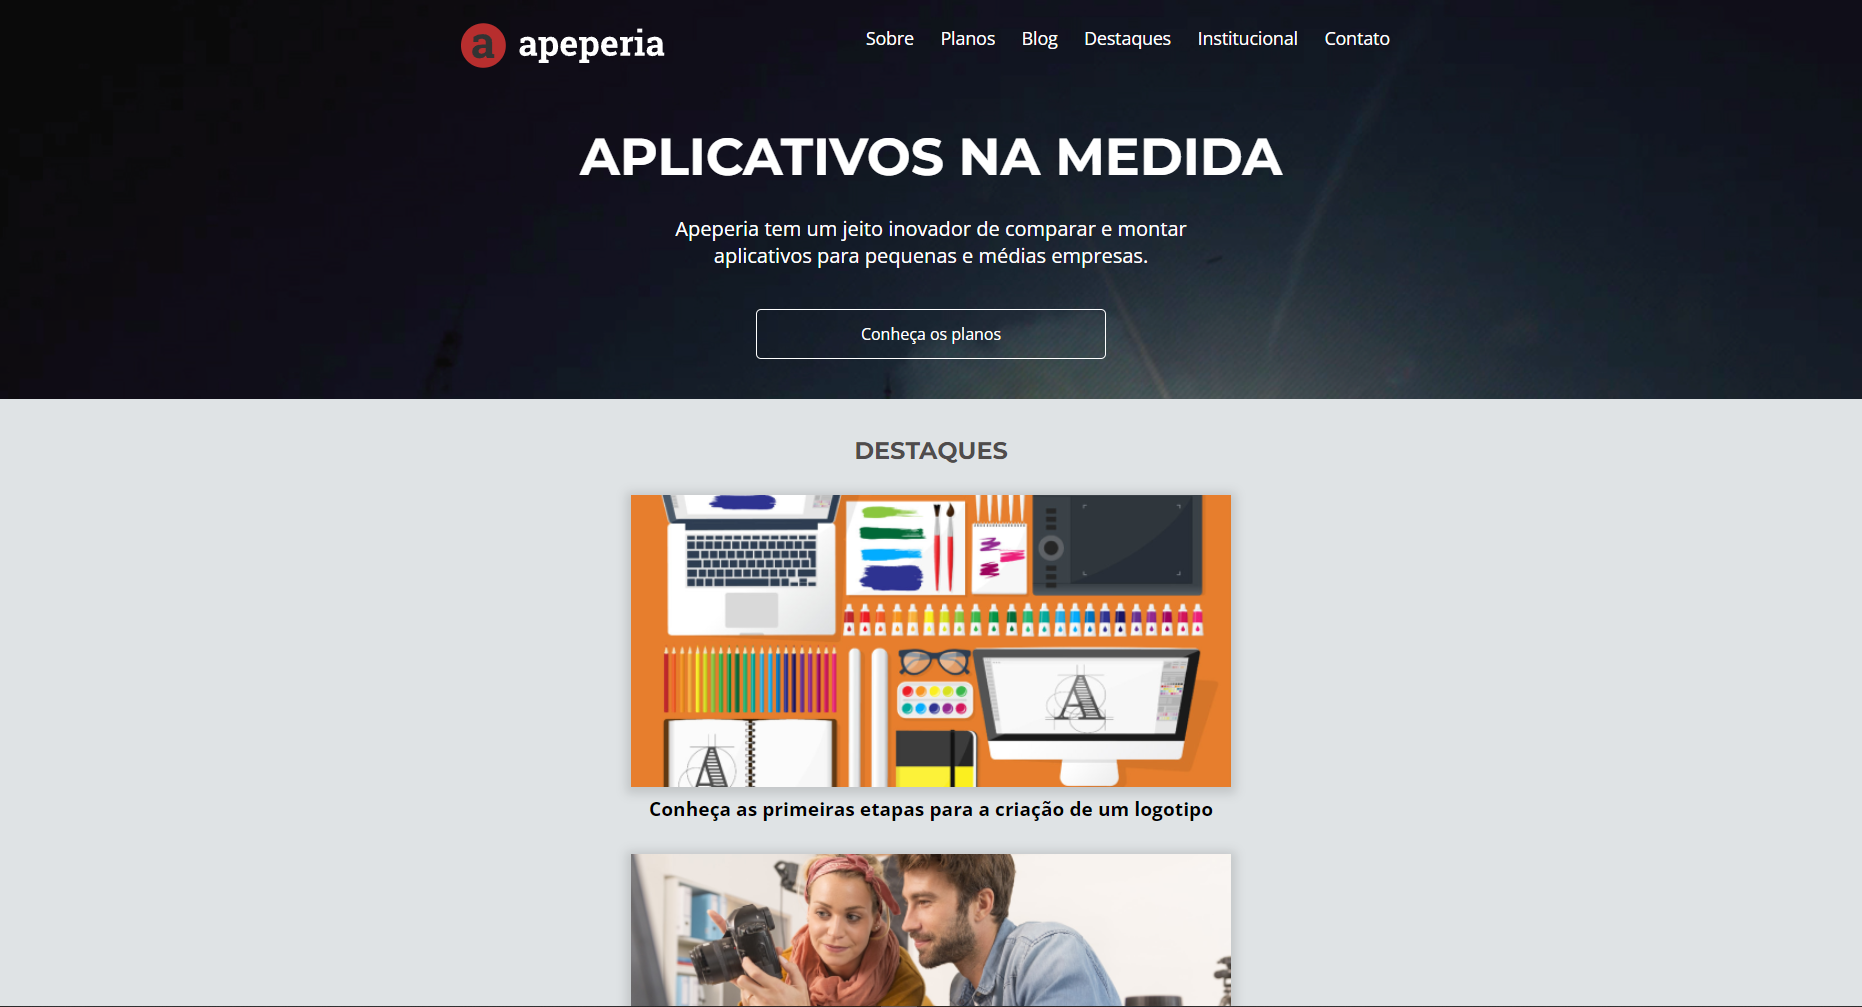 a apeperia
Sobre Planos Blog Destaques Institucional Contato
APLICATIVOS NA MEDIDA
Apeperia tem um jeito inovador de comparar e montar
aplicativos para pequenas e médias empresas.
Conheça os planos
DESTAQUES
A
A
Conheça as primeiras etapas para a criação de um logotipo